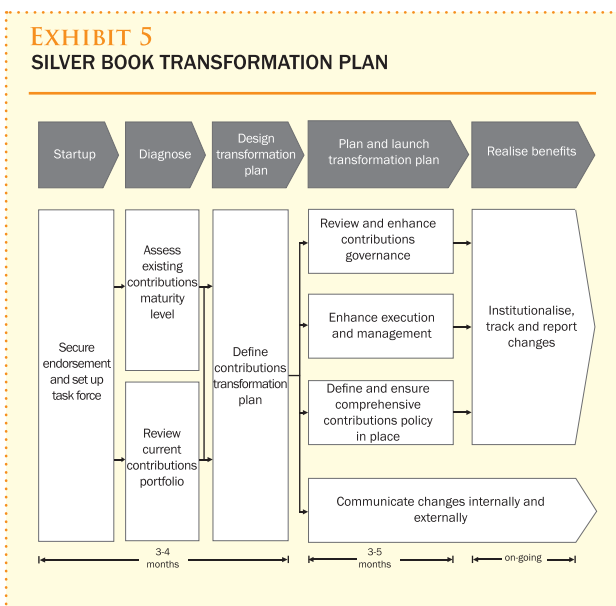 EXHIBIT 5
SILVER BOOK TRANSFORMATION PLAN
Startup
Diagnose
Design
transformation
plan
Plan and launch
transformation plan
Realise benefits
Secure
endorsement
and set up
task force
Assess
existing
contributions
maturity
level
Review
current
contributions
portfolio
Define
contributions
transformation
plan
Review and enhance
contributions
governance
Enhance execution
and management
Define and ensure
comprehensive
contributions policy
in place
Institutionalise,
track and report
changes
Communicate changes internally and
externally
3-4
months
3-5
months
on-going